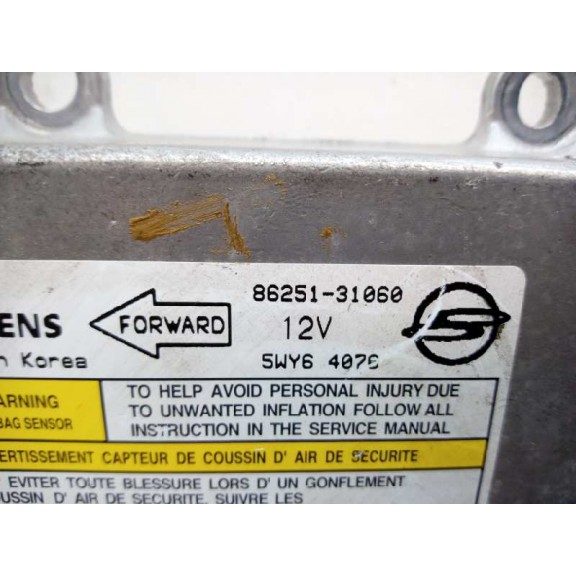 86251-31060
ENS FORWARD 12V
n Korea 5WY6 407
ARNING TO HELP AVOID PERSONAL INJURY DUE
BAG SENSOR TO UNWANTED INFLATION FOLLOW ALL
INSTRUCTION IN THE SERVICE MANUAL
ERTISSEMENT CAPTEUR DE COUSSIN D' AIR DE SECURITE
EVITER TOUTE BLESSURE LORS D' UN GONFLEMENT
USSIN D' AIR DE SECURITE, SUIVRE LES